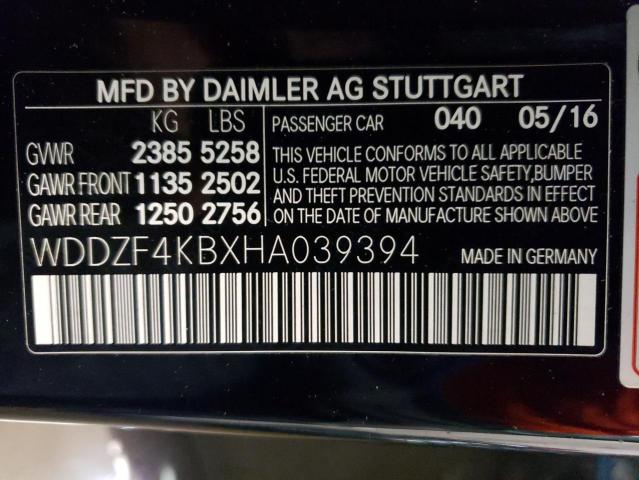 MFD BY DAIMLER AG STUTTGART
KG LBS
GVWR 2385 5258
GAWR FRONT 1135 2502
GAWR REAR 1250 2756
PASSENGER CAR 040 05/16
THIS VEHICLE CONFORMS TO ALL APPLICABLE
U.S. FEDERAL MOTOR VEHICLE SAFETY,BUMPER
AND THEFT PREVENTION STANDARDS IN EFFECT
ON THE DATE OF MANUFACTURE SHOWN ABOVE
WDDZF4KBXHA039394 MADE IN GERMANY